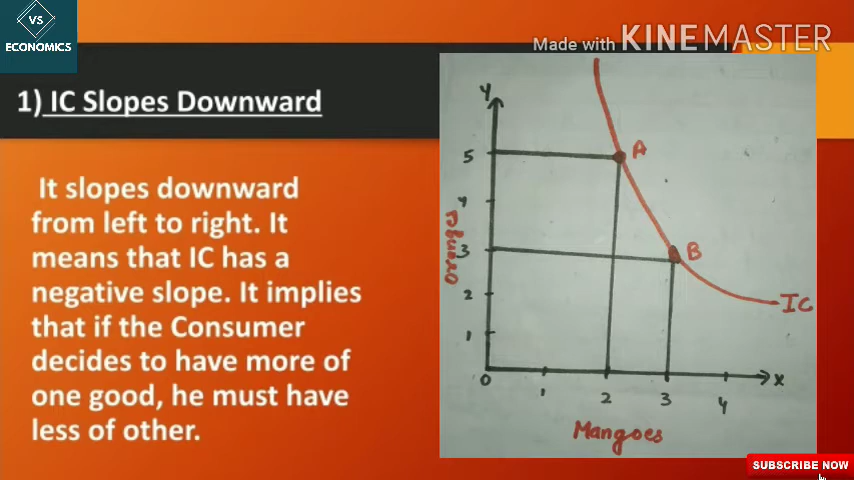 VS
ECONOMICS
Made with KINEMASTER
1) IC Slopes Downward
It slopes downward
from left to right. It
means that IC has a
negative slope. It implies
that if the Consumer
decides to have more of
one good, he must have
less of other.
Y
5
4
3
2
1
0
oranges
A
B
IC
X
1
2
3
4
Mangoes
SUBSCRIBE NOW